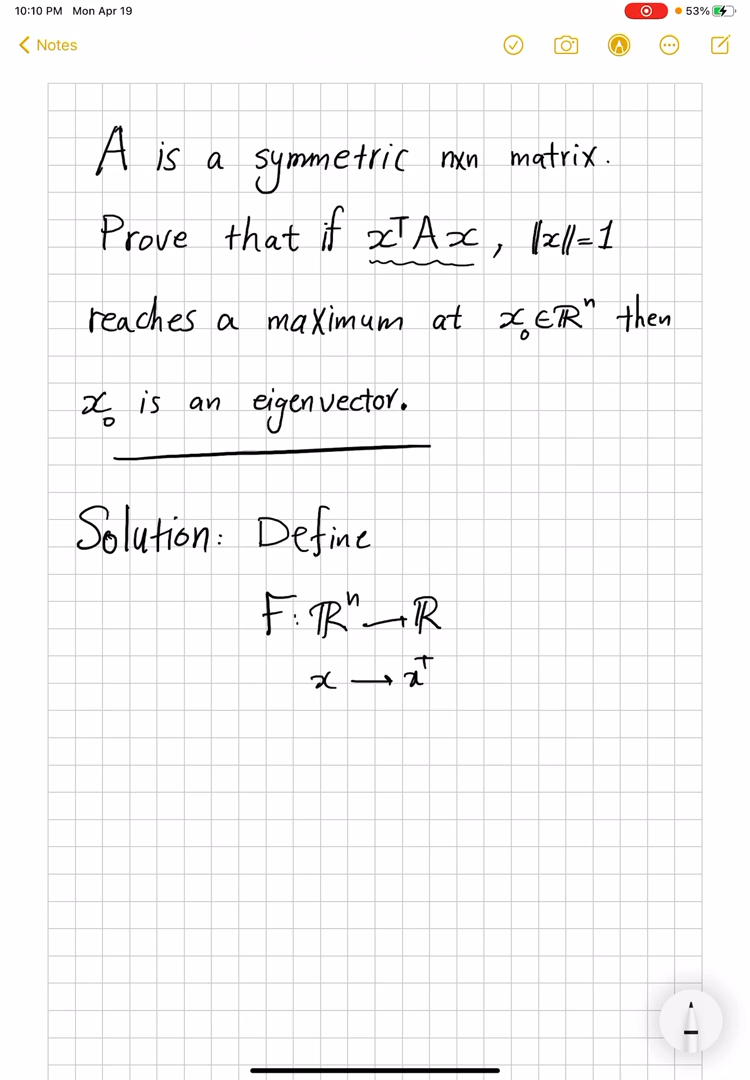 10:10 PM Mon Apr 19
53%
Notes
A is a symmetric n×n matrix.
Prove that if xᵀAx, ||x||=1
reaches a maximum at x₀∈ℝⁿ then
x₀ is an eigenvector.
Solution: Define
F: ℝⁿ → ℝ
x → xᵀ